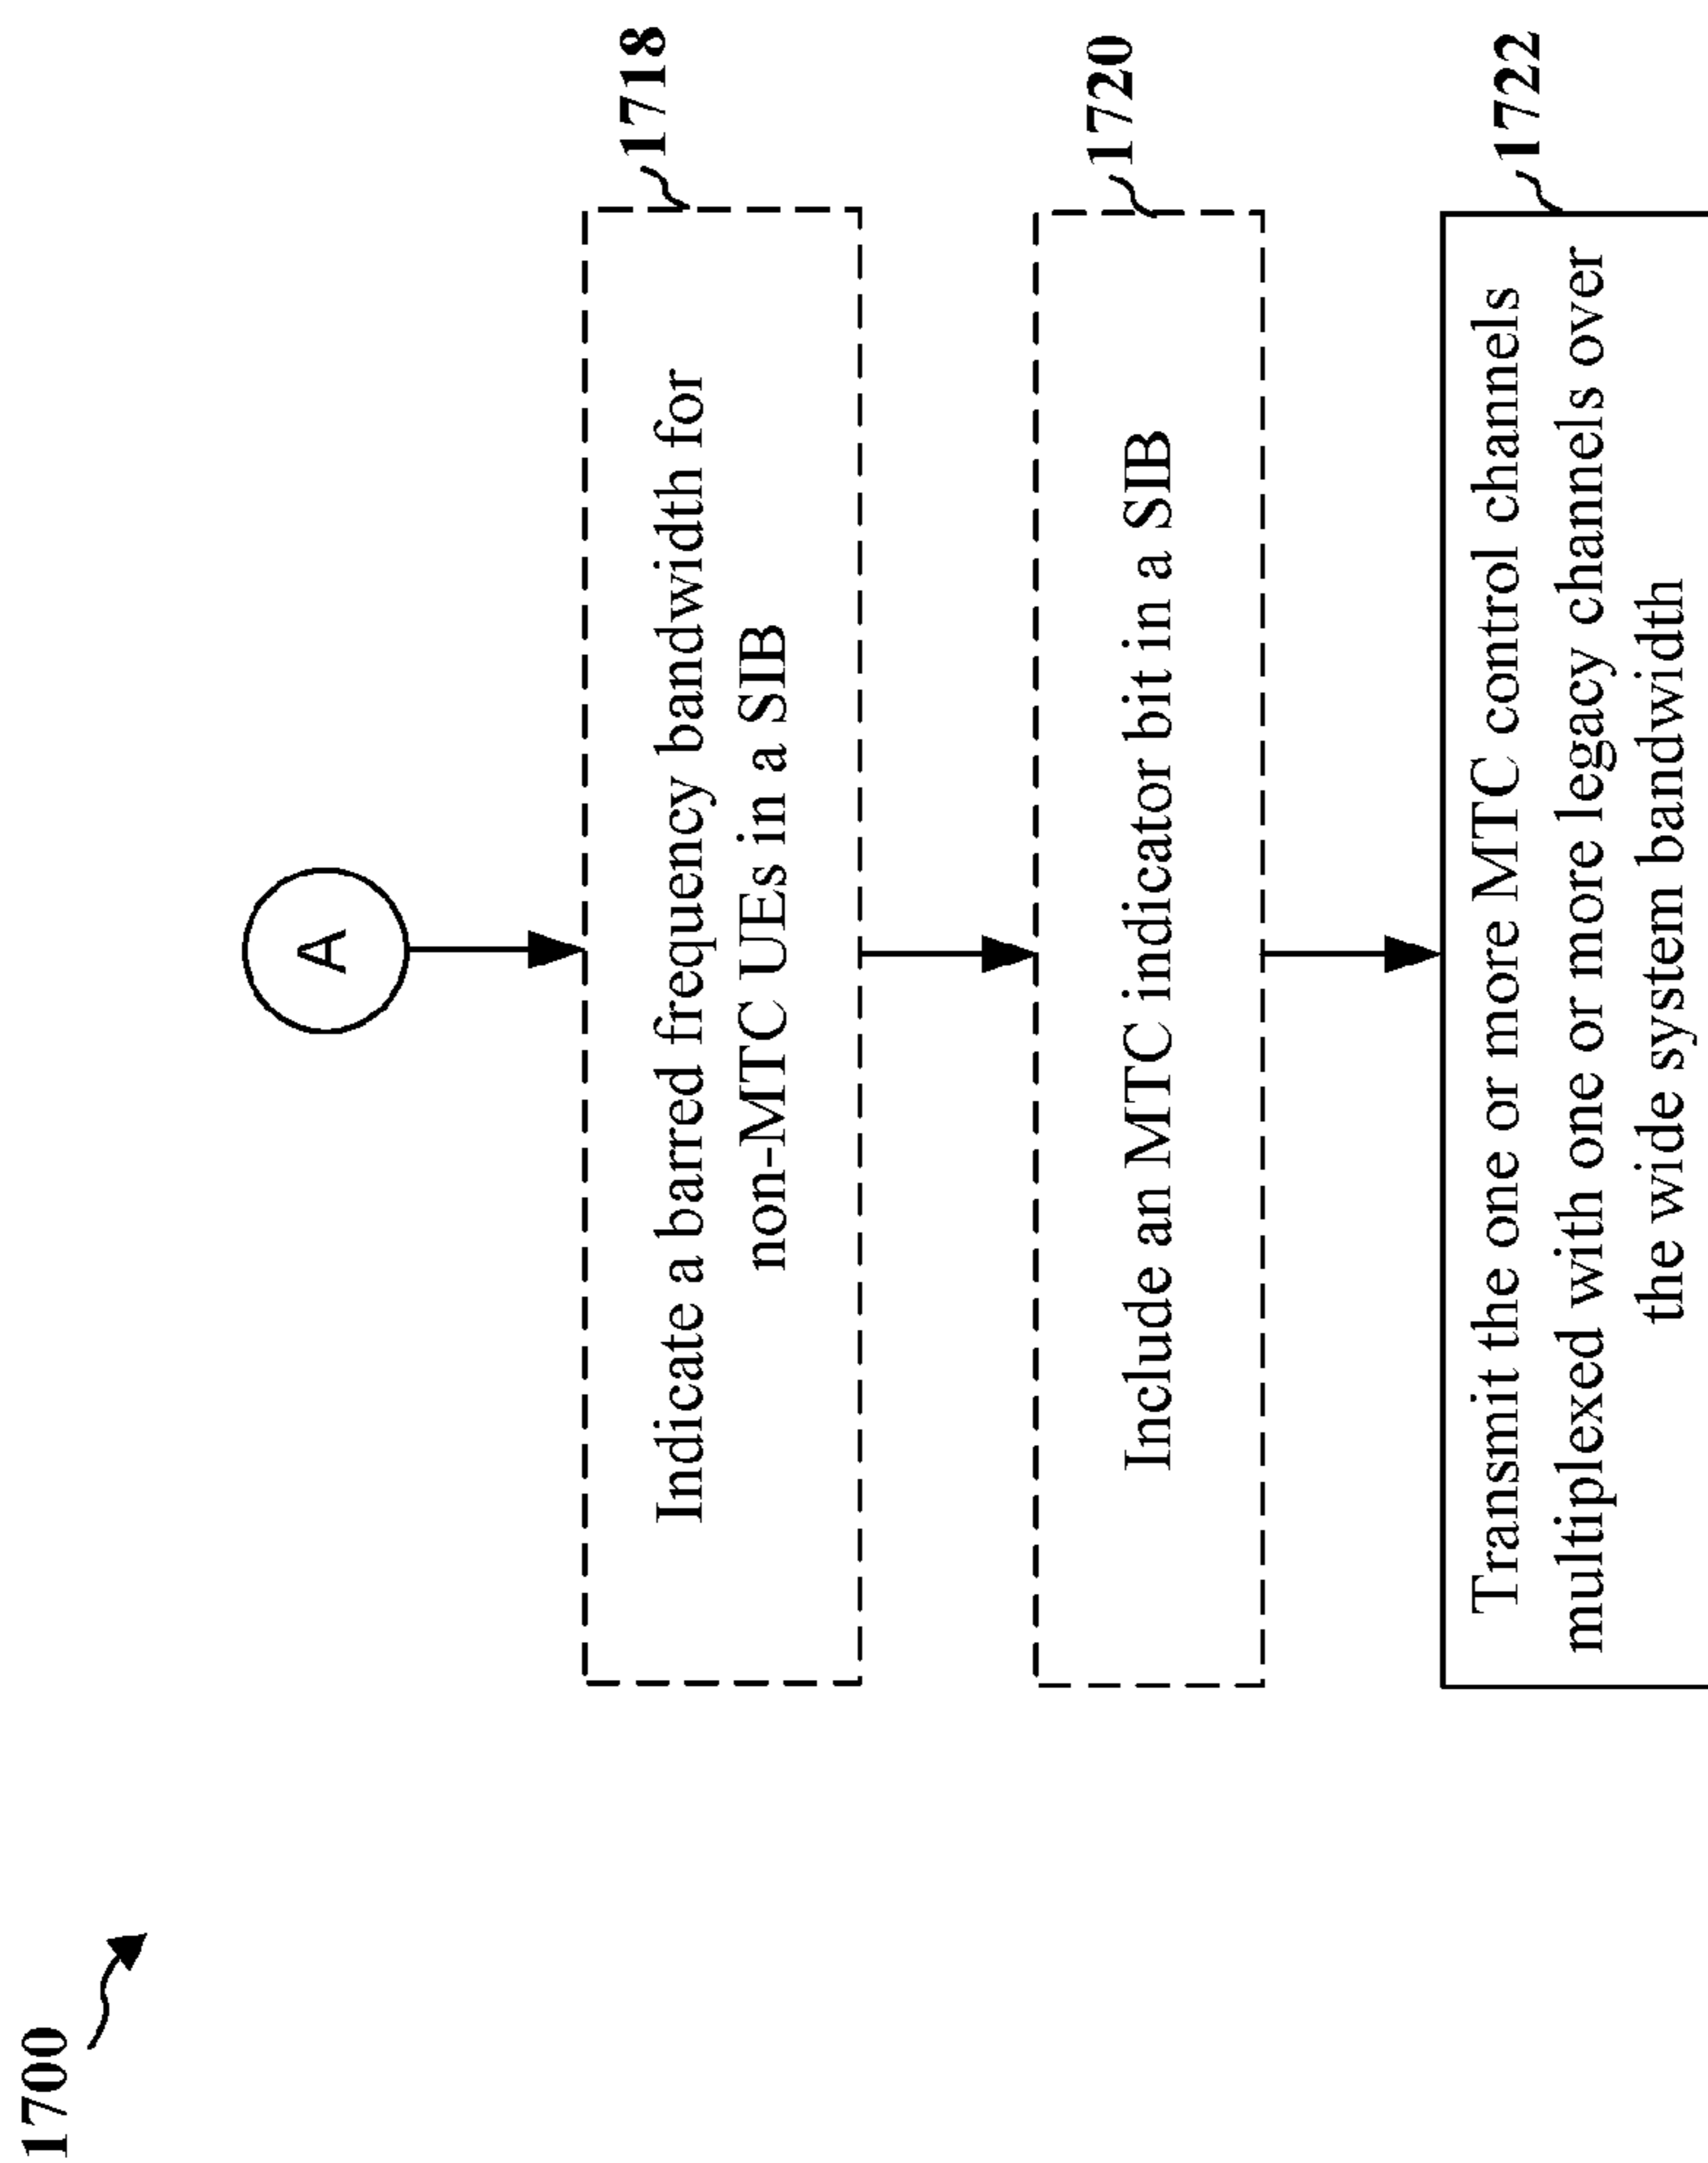 1700
A
Indicate a barred frequency bandwidth for
non-MTC UEs in a SIB
1718
Include an MTC indicator bit in a SIB
1720
Transmit the one or more MTC control channels
multiplexed with one or more legacy channels over
the wide system bandwidth
1722